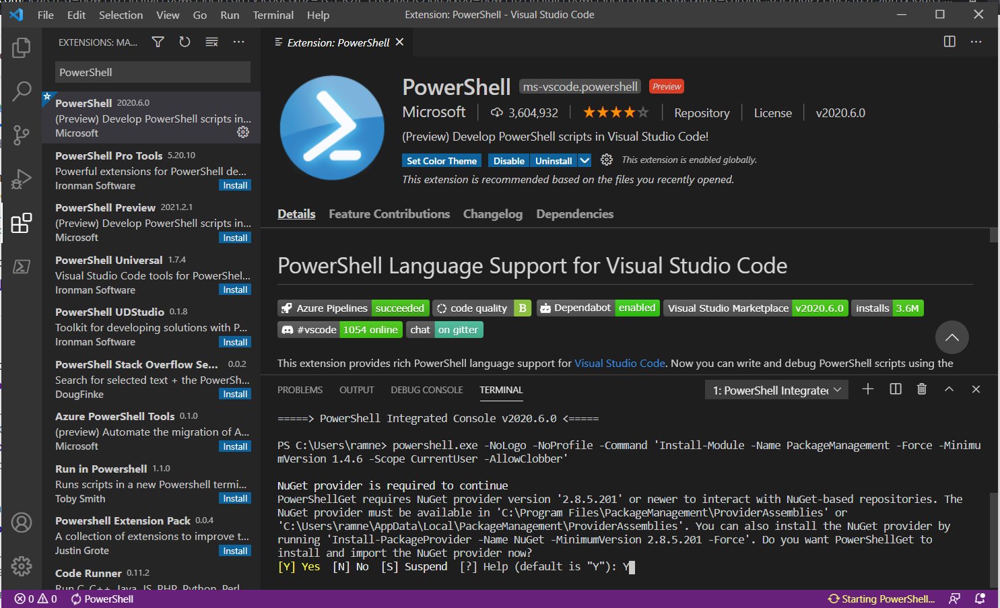 File Edit Selection View Go Run Terminal Help
Extension: PowerShell - Visual Studio Code
EXTENSIONS: MA...
PowerShell
PowerShell 2020.6.0
(Preview) Develop PowerShell scripts in...
Microsoft
PowerShell Pro Tools 5.20.10
Powerful extensions for PowerShell de...
Ironman Software Install
PowerShell Preview 2021.2.1
(Preview) Develop PowerShell scripts in...
Microsoft Install
PowerShell Universal 1.7.4
Visual Studio Code tools for PowerShel...
Ironman Software Install
PowerShell UDStudio 0.1.8
Toolkit for developing solutions with P...
Ironman Software Install
PowerShell Stack Overflow Se... 0.0.2
Search for selected text + the PowerSh...
DougFinke Install
Azure PowerShell Tools 0.1.0
(preview) Automate the migration of A...
Microsoft Install
Run in Powershell 1.1.0
Runs scripts in a new Powershell termi...
Toby Smith Install
Powershell Extension Pack 0.0.4
A collection of extensions to improve t...
Justin Grote Install
Code Runner 0.11.2
Run C, C++, Java, JS, PHP, Python, Perl
Extension: PowerShell
PowerShell ms-vscode.powershell Preview
Microsoft 3,604,932 Repository License v2020.6.0
(Preview) Develop PowerShell scripts in Visual Studio Code!
Set Color Theme Disable Uninstall This extension is enabled globally.
This extension is recommended based on the files you recently opened.
Details Feature Contributions Changelog Dependencies
PowerShell Language Support for Visual Studio Code
Azure Pipelines succeeded code quality B Dependabot enabled Visual Studio Marketplace v2020.6.0 installs 3.6M
#vscode 1054 online chat on gitter
This extension provides rich PowerShell language support for Visual Studio Code. Now you can write and debug PowerShell scripts using the
PROBLEMS OUTPUT DEBUG CONSOLE TERMINAL 1: PowerShell Integrate
=====> PowerShell Integrated Console v2020.6.0 <=====
PS C:\Users\ramne> powershell.exe -NoLogo -NoProfile -Command 'Install-Module -Name PackageManagement -Force -Minimu
mVersion 1.4.6 -Scope CurrentUser -AllowClobber'
NuGet provider is required to continue
PowerShellGet requires NuGet provider version '2.8.5.201' or newer to interact with NuGet-based repositories. The
NuGet provider must be available in 'C:\Program Files\PackageManagement\ProviderAssemblies' or
'C:\Users\ramne\AppData\Local\PackageManagement\ProviderAssemblies'. You can also install the NuGet provider by
running 'Install-PackageProvider -Name NuGet -MinimumVersion 2.8.5.201 -Force'. Do you want PowerShellGet to
install and import the NuGet provider now?
[Y] Yes [N] No [S] Suspend [?] Help (default is "Y"): Y
0 0 PowerShell
Starting PowerShell...